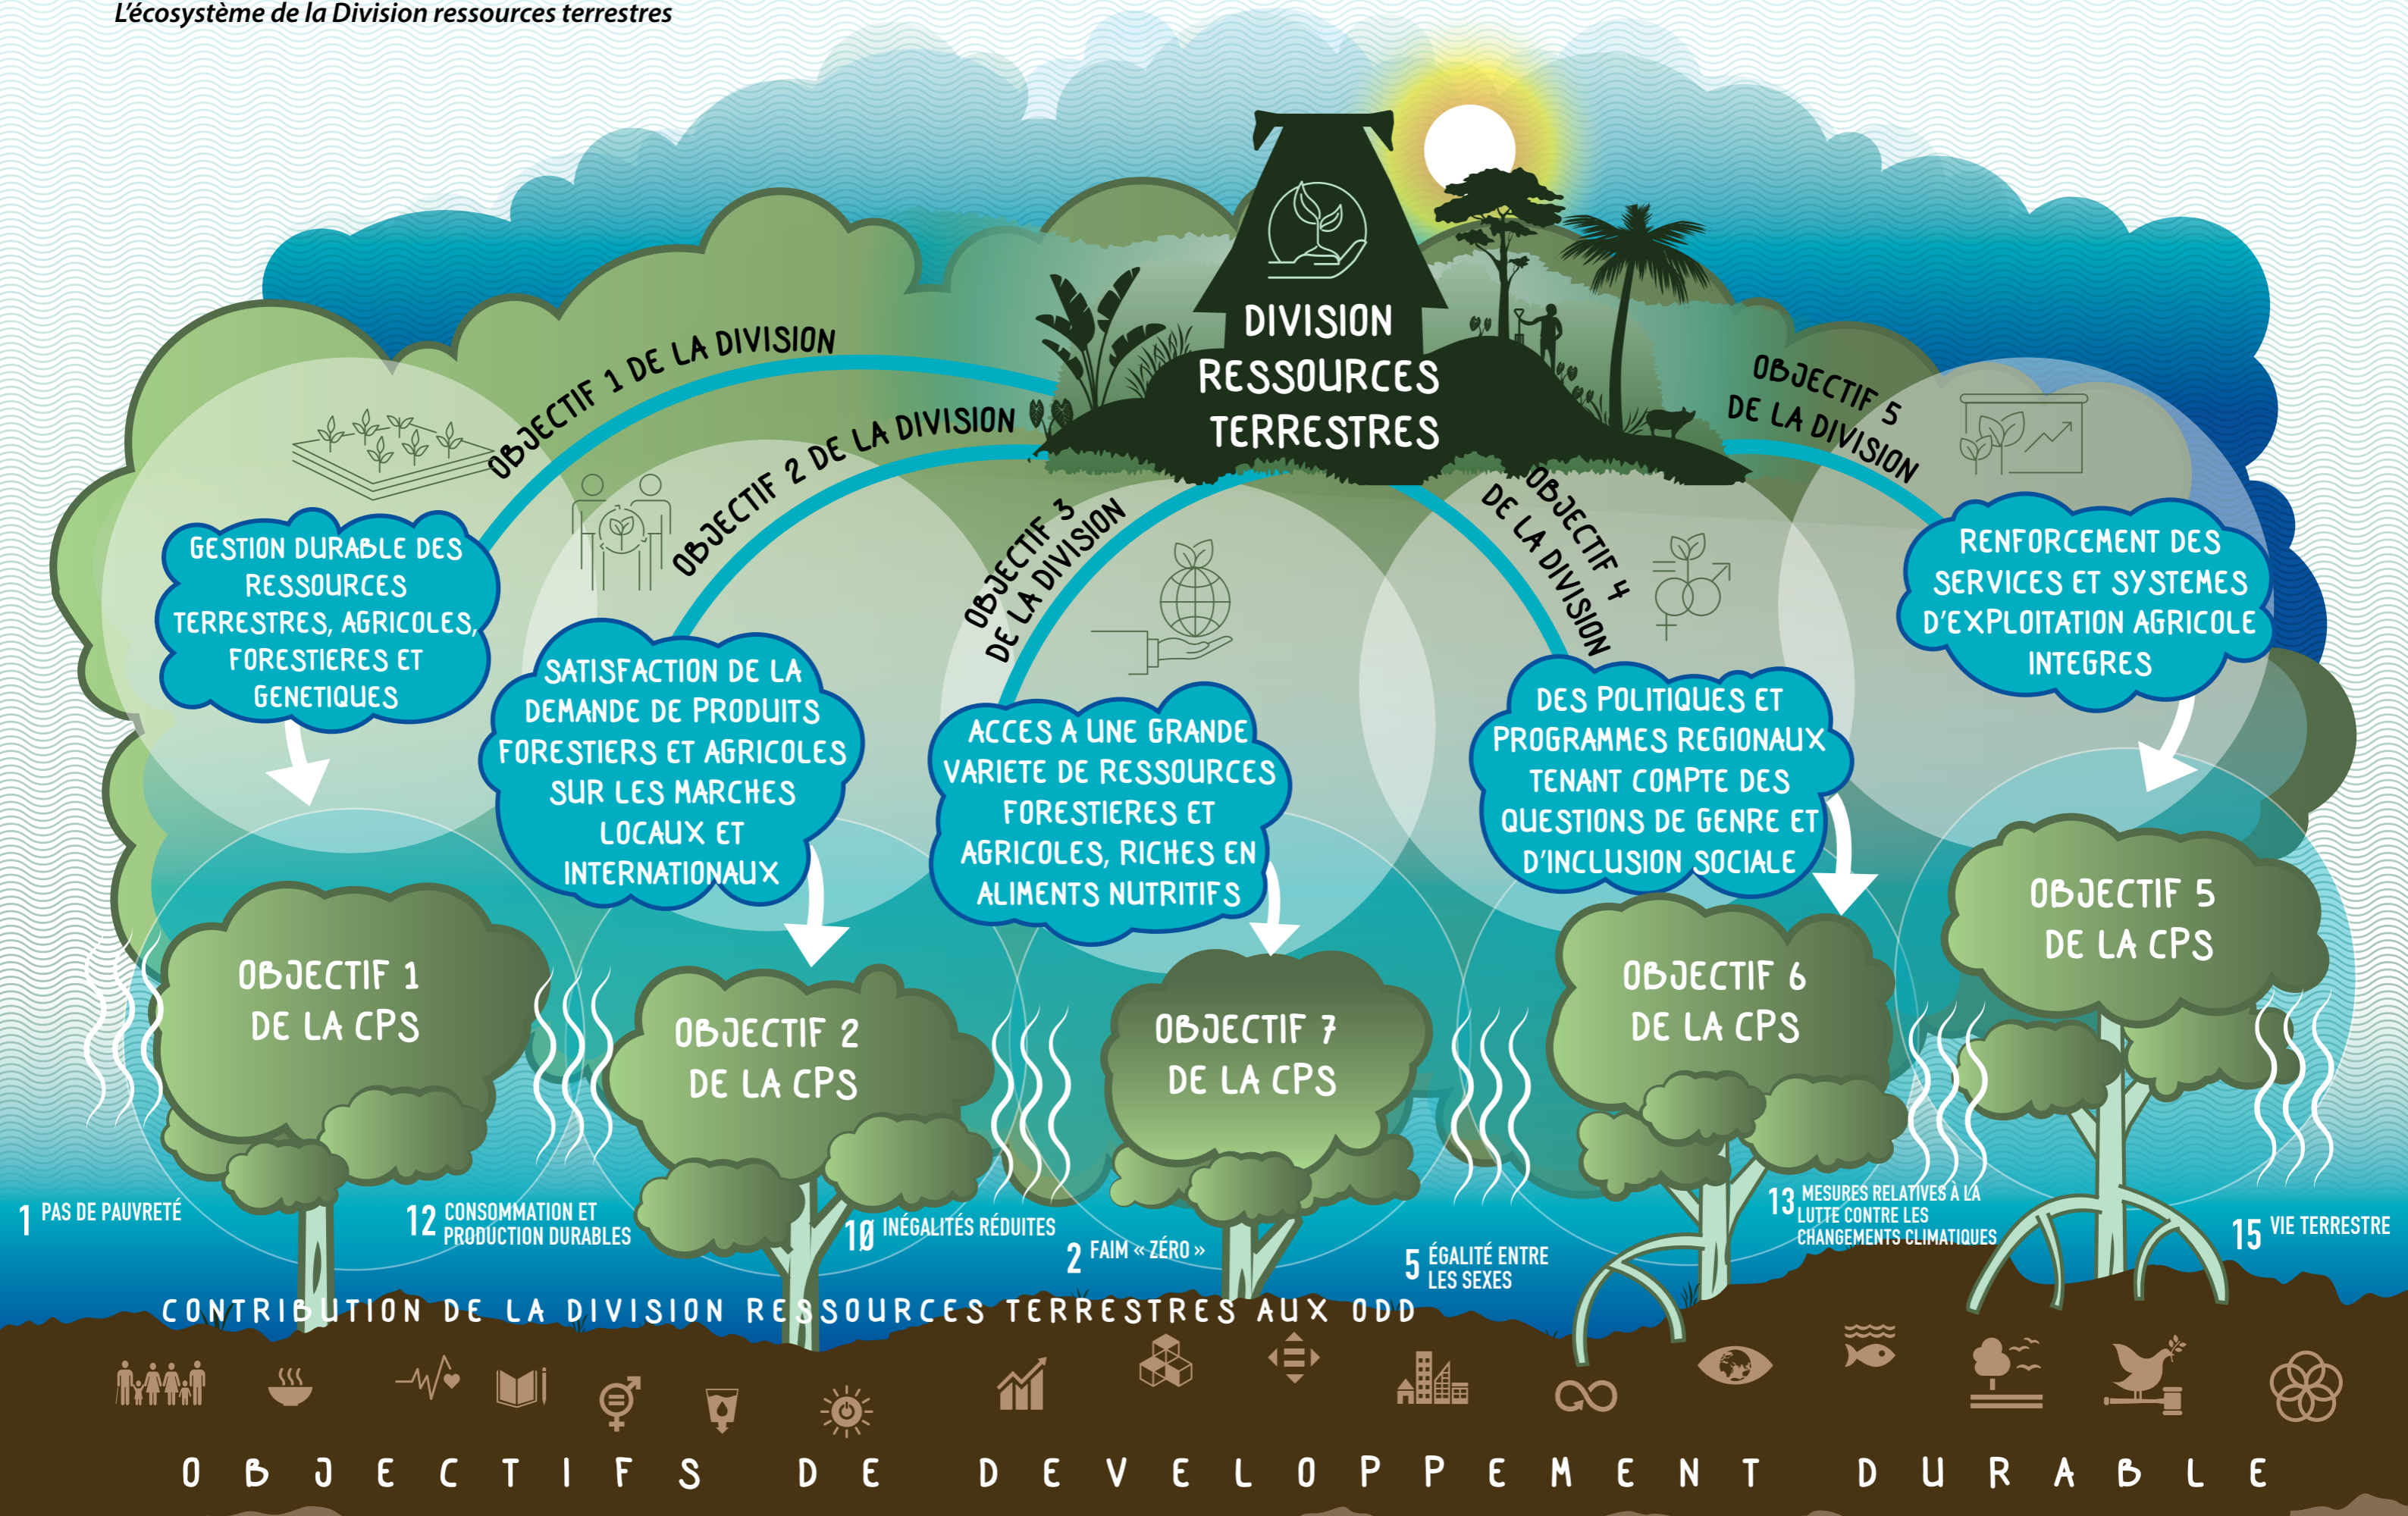 L'écosystème de la Division ressources terrestres
DIVISION
RESSOURCES
TERRESTRES
OBJECTIF 1 DE LA DIVISION
GESTION DURABLE DES
RESSOURCES
TERRESTRES, AGRICOLES,
FORESTIERES ET
GENETIQUES
OBJECTIF 2 DE LA DIVISION
SATISFACTION DE LA
DEMANDE DE PRODUITS
FORESTIERS ET AGRICOLES
SUR LES MARCHES
LOCAUX ET
INTERNATIONAUX
OBJECTIF 3
DE LA DIVISION
ACCES A UNE GRANDE
VARIETE DE RESSOURCES
FORESTIERES ET
AGRICOLES, RICHES EN
ALIMENTS NUTRITIFS
OBJECTIF 4
DE LA DIVISION
DES POLITIQUES ET
PROGRAMMES REGIONAUX
TENANT COMPTE DES
QUESTIONS DE GENRE ET
D'INCLUSION SOCIALE
OBJECTIF 5
DE LA DIVISION
RENFORCEMENT DES
SERVICES ET SYSTEMES
D'EXPLOITATION AGRICOLE
INTEGRES
OBJECTIF 1
DE LA CPS
OBJECTIF 2
DE LA CPS
OBJECTIF 7
DE LA CPS
OBJECTIF 6
DE LA CPS
OBJECTIF 5
DE LA CPS
1 PAS DE PAUVRETÉ
12 CONSOMMATION ET
PRODUCTION DURABLES
10 INÉGALITÉS RÉDUITES
2 FAIM « ZÉRO »
5 ÉGALITÉ ENTRE
LES SEXES
13 MESURES RELATIVES À LA
LUTTE CONTRE LES
CHANGEMENTS CLIMATIQUES
15 VIE TERRESTRE
CONTRIBUTION DE LA DIVISION RESSOURCES TERRESTRES AUX ODD
OBJECTIFS DE DEVELOPPEMENT DURABLE